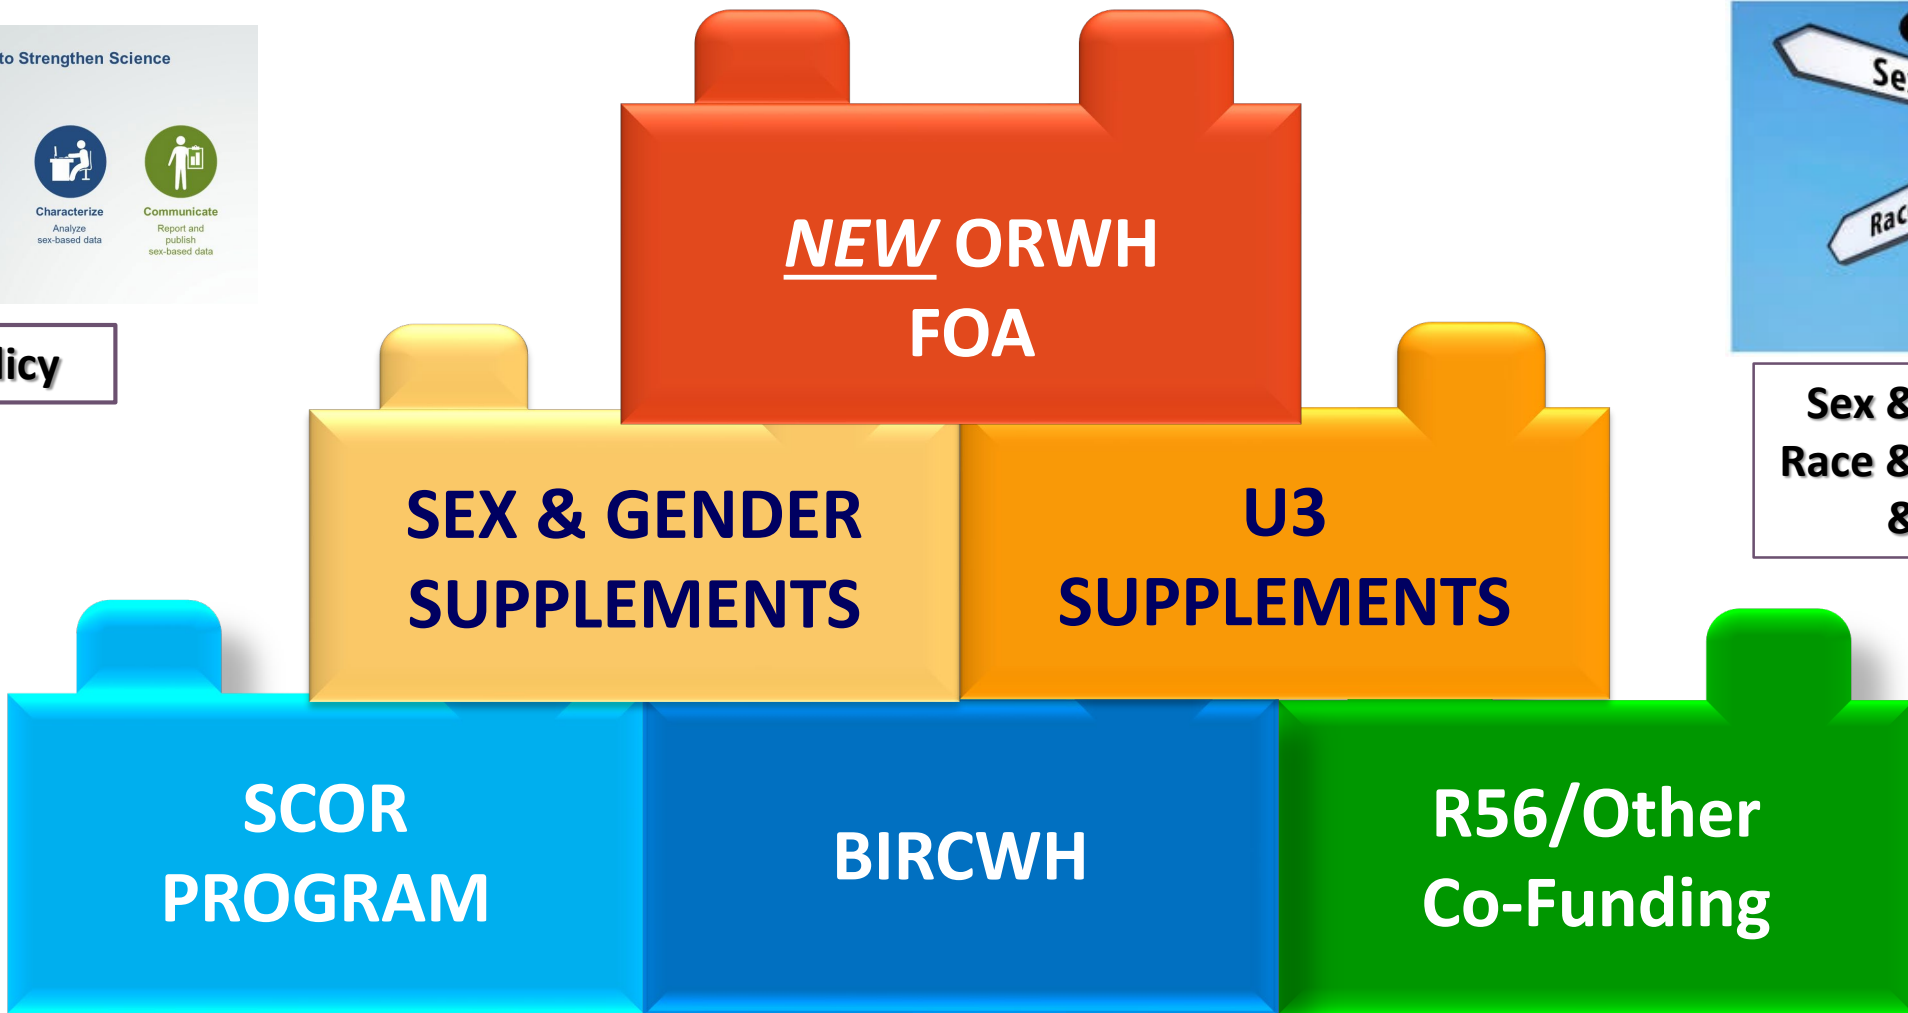 to Strengthen Science
Characterize
Analyze
sex-based data
Communicate
Report and
publish
sex-based data
NEW ORWH
FOA
Sex &
Race &
&
SEX & GENDER
SUPPLEMENTS
U3
SUPPLEMENTS
SCOR
PROGRAM
BIRCWH
R56/Other
Co-Funding